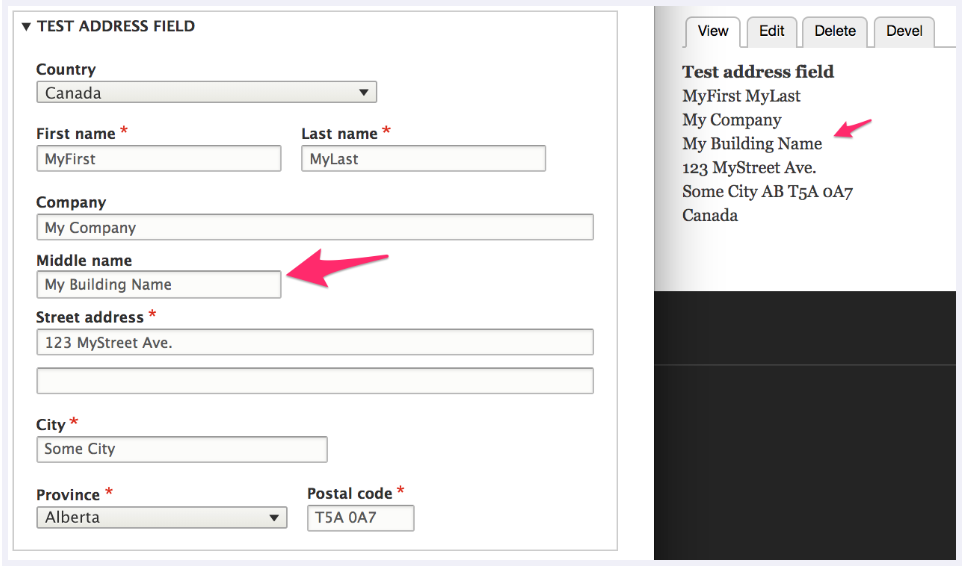 ▼ TEST ADDRESS FIELD
Country
Canada
First name * Last name *
MyFirst MyLast
Company
My Company
Middle name
My Building Name
Street address *
123 MyStreet Ave.
City *
Some City
Province * Postal code *
Alberta T5A 0A7
View Edit Delete Devel
Test address field
MyFirst MyLast
My Company
My Building Name
123 MyStreet Ave.
Some City AB T5A 0A7
Canada